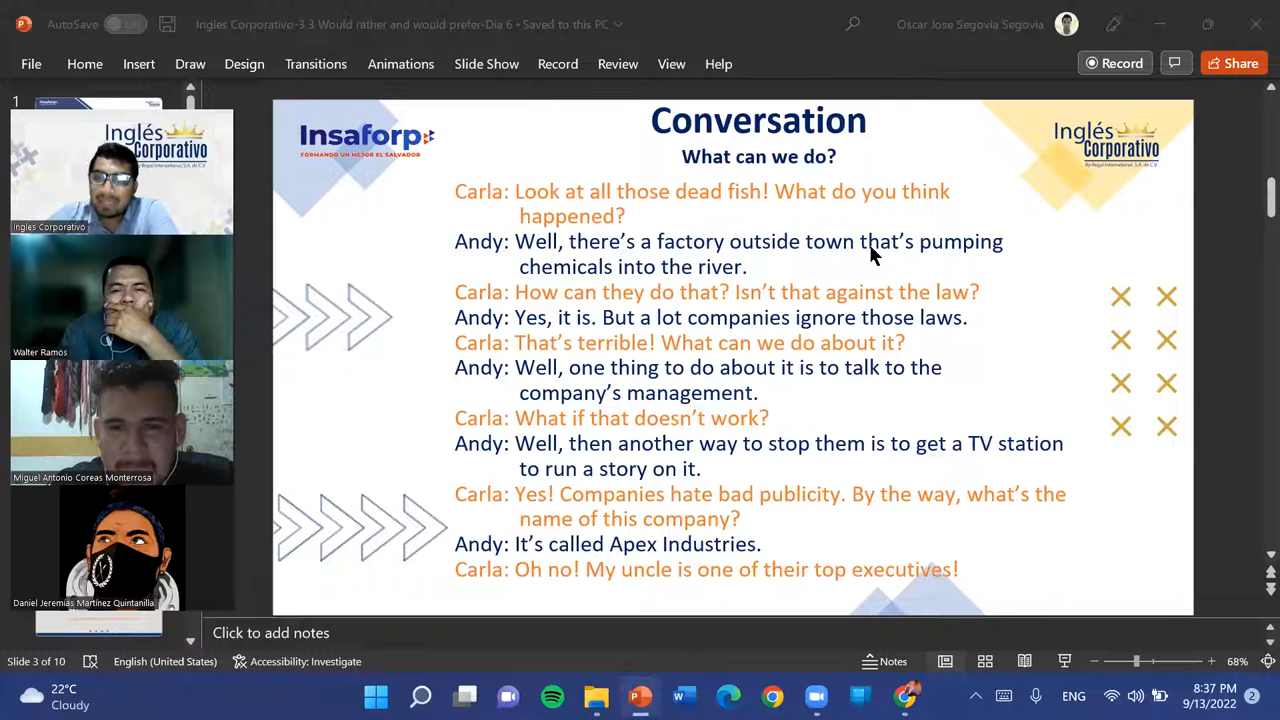 AutoSave
Ingles Corporativo-3.3 Would rather and would prefer-Dia 6 • Saved to this PC
Oscar Jose Segovia Segovia
File Home Insert Draw Design Transitions Animations Slide Show Record Review View Help
Record
Share
1
Inglés
Corporativo
Ingles Corporativo
Walter Ramos
Miguel Antonio Coreas Monterrosa
Daniel Jeremías Martínez Quintanilla
Insaforp
FORMANDO UN MEJOR EL SALVADOR
Conversation
What can we do?
Inglés
Corporativo
By Regal International, S.A. de C.V.
Carla: Look at all those dead fish! What do you think
happened?
Andy: Well, there's a factory outside town that's pumping
chemicals into the river.
Carla: How can they do that? Isn't that against the law?
Andy: Yes, it is. But a lot companies ignore those laws.
Carla: That's terrible! What can we do about it?
Andy: Well, one thing to do about it is to talk to the
company's management.
Carla: What if that doesn't work?
Andy: Well, then another way to stop them is to get a TV station
to run a story on it.
Carla: Yes! Companies hate bad publicity. By the way, what's the
name of this company?
Andy: It's called Apex Industries.
Carla: Oh no! My uncle is one of their top executives!
Click to add notes
Slide 3 of 10
English (United States)
Accessibility: Investigate
Notes
68%
22°C
Cloudy
ENG
8:37 PM
9/13/2022
2